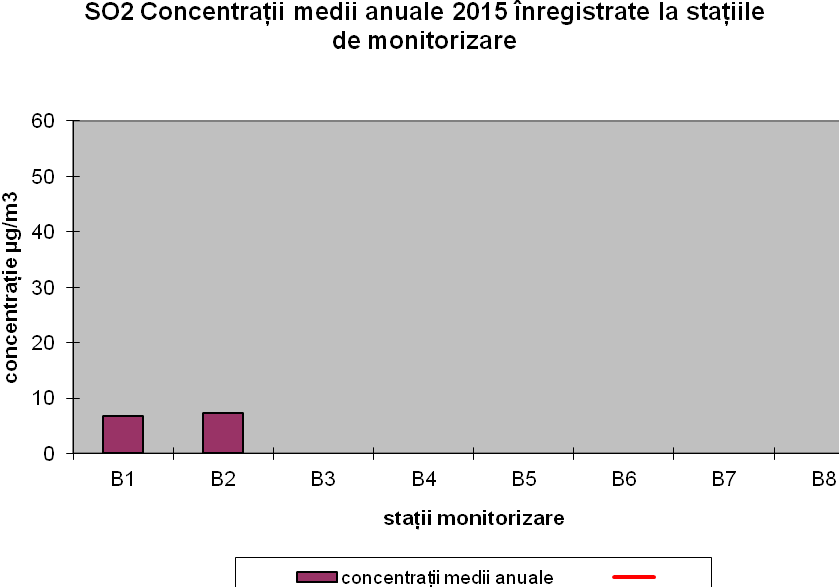 SO2 Concentrații medii anuale 2015 înregistrate la stațiile
de monitorizare
concentrație µg/m3
60
50
40
30
20
10
0
B1 B2 B3 B4 B5 B6 B7 B8
stații monitorizare
concentrații medii anuale